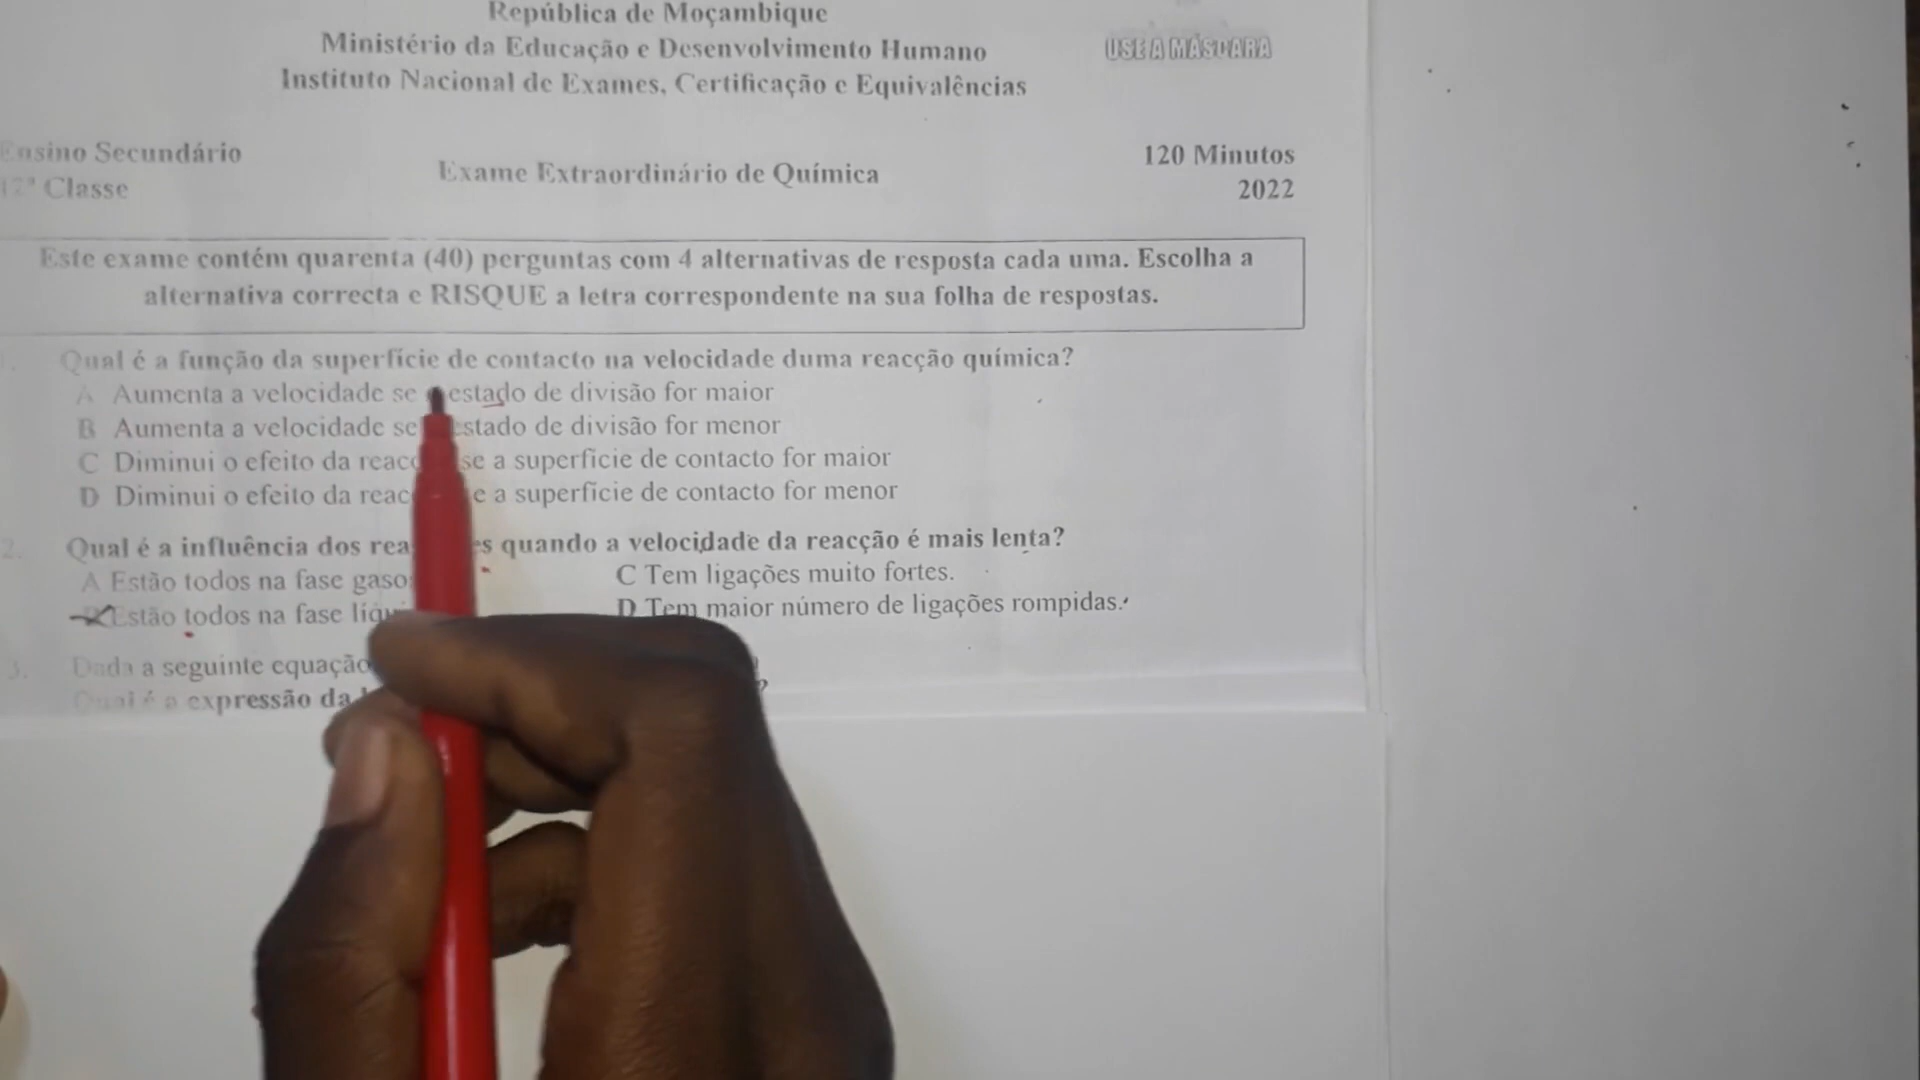 República de Moçambique
Ministério da Educação e Desenvolvimento Humano
USE A MÁSCARA
Instituto Nacional de Exames, Certificação e Equivalências
Ensino Secundário
120 Minutos
Exame Extraordinário de Química
12ª Classe
2022
Este exame contém quarenta (40) perguntas com 4 alternativas de resposta cada uma. Escolha a
alternativa correcta e RISQUE a letra correspondente na sua folha de respostas.
1. Qual é a função da superfície de contacto na velocidade duma reacção química?
A Aumenta a velocidade se estado de divisão for maior
B Aumenta a velocidade se estado de divisão for menor
C Diminui o efeito da se a superfície de contacto for maior
D Diminui o efeito da a superfície de contacto for menor
2. Qual é a influência dos quando a velocidade da reacção é mais lenta?
A Estão todos na fase
C Tem ligações muito fortes.
Estão todos na fase
D Tem maior número de ligações rompidas.
3. Dada a seguinte equação
Qual é a expressão da